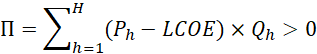 Π = ∑_{h=1}^{H} (P_h − LCOE) × Q_h > 0